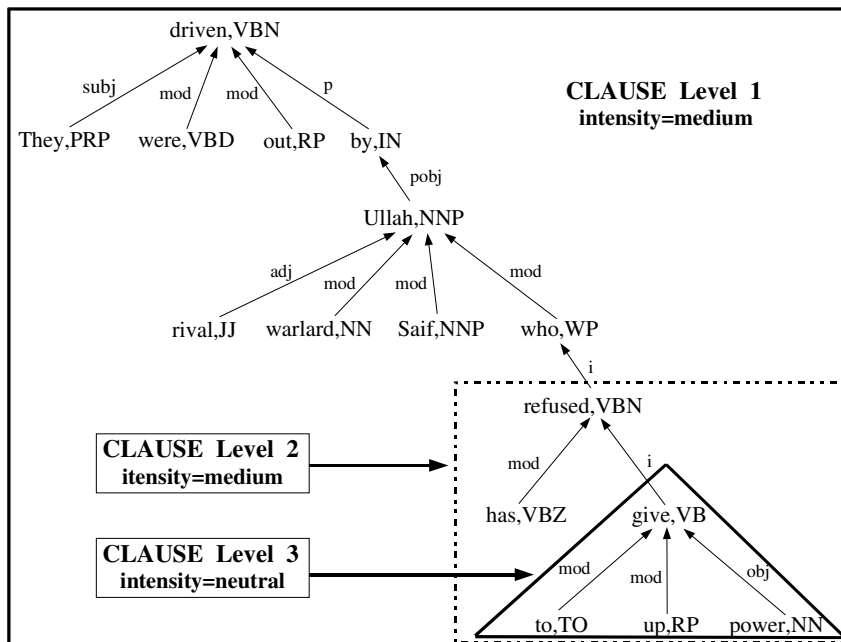 driven,VBN
subj mod mod p
CLAUSE Level 1
intensity=medium
They,PRP were,VBD out,RP by,IN
pobj
Ullah,NNP
adj mod mod mod
rival,JJ warlard,NN Saif,NNP who,WP
i
refused,VBN
CLAUSE Level 2
itensity=medium
mod i
has,VBZ give,VB
CLAUSE Level 3
intensity=neutral
mod mod obj
to,TO up,RP power,NN